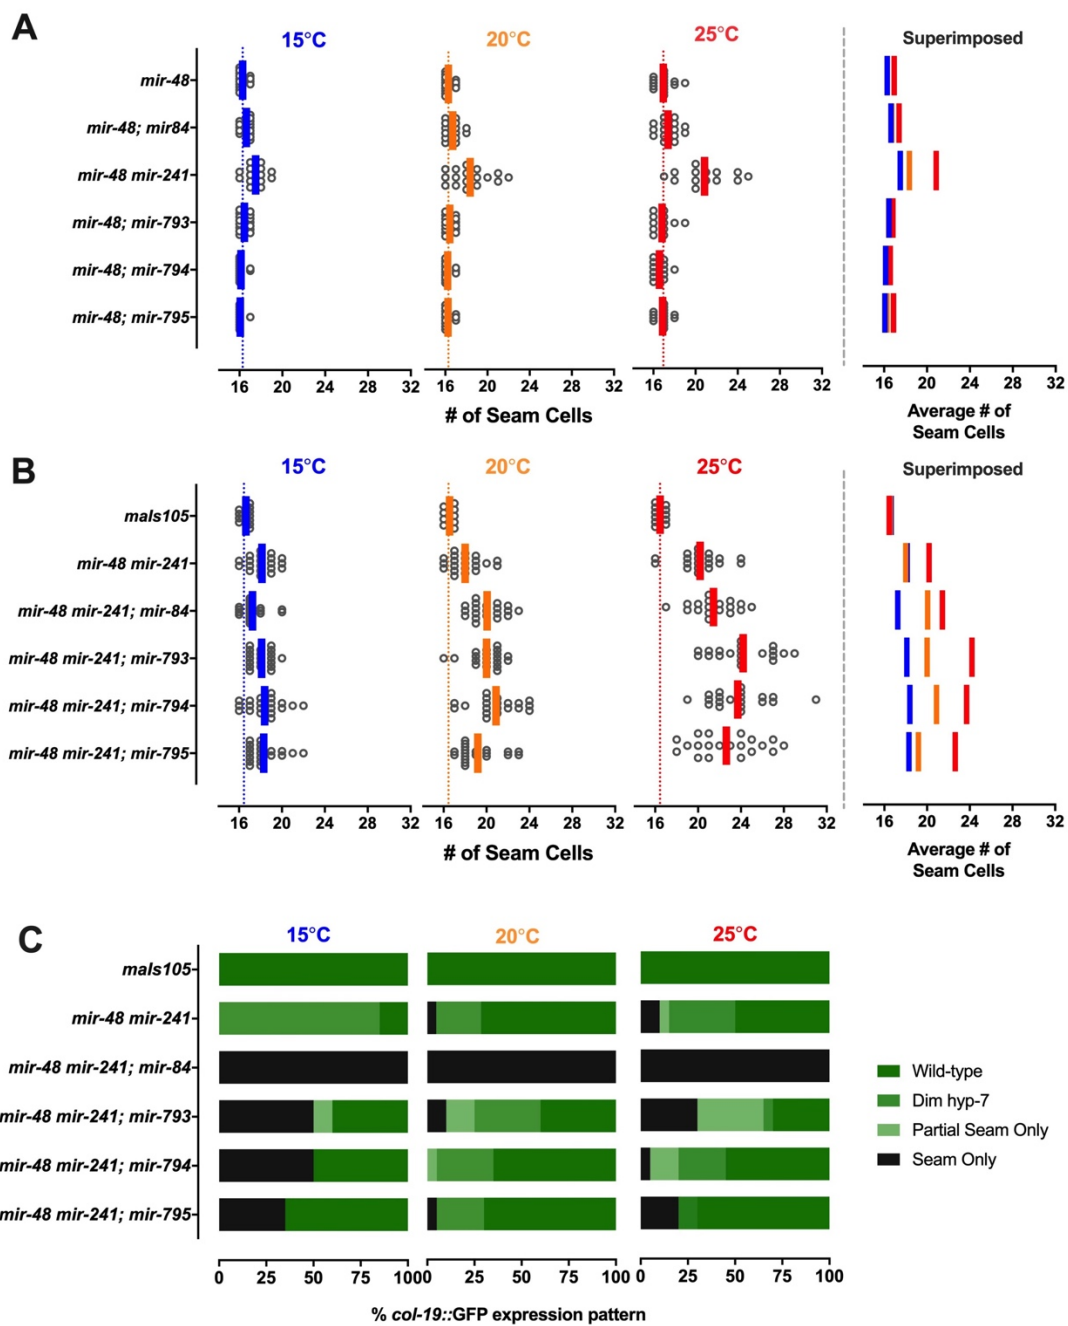 A
15°C 20°C 25°C Superimposed
mir-48
mir-48; mir84
mir-48 mir-241
mir-48; mir-793
mir-48; mir-794
mir-48; mir-795
16 20 24 28 32 16 20 24 28 32 16 20 24 28 32 16 20 24 28 32
# of Seam Cells
Average # of
Seam Cells
B
15°C 20°C 25°C Superimposed
maIs105
mir-48 mir-241
mir-48 mir-241; mir-84
mir-48 mir-241; mir-793
mir-48 mir-241; mir-794
mir-48 mir-241; mir-795
16 20 24 28 32 16 20 24 28 32 16 20 24 28 32 16 20 24 28 32
# of Seam Cells
Average # of
Seam Cells
C
15°C 20°C 25°C
maIs105
mir-48 mir-241
mir-48 mir-241; mir-84
mir-48 mir-241; mir-793
mir-48 mir-241; mir-794
mir-48 mir-241; mir-795
Wild-type
Dim hyp-7
Partial Seam Only
Seam Only
0 25 50 75 100 0 25 50 75 100 0 25 50 75 100
% col-19::GFP expression pattern